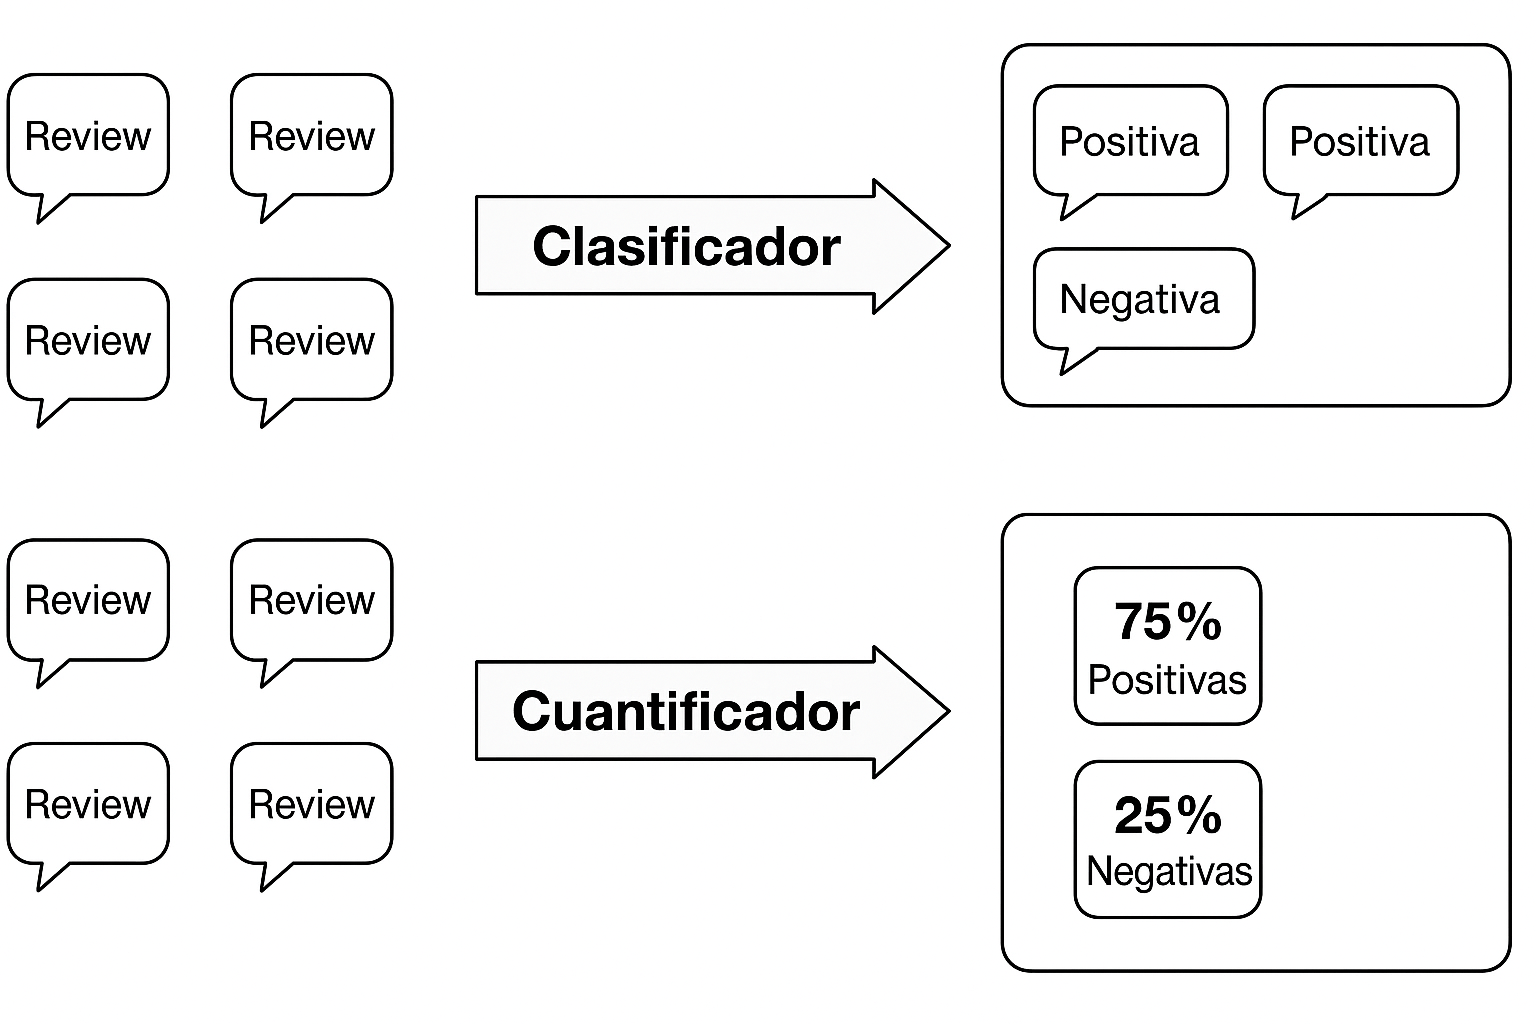 Review
Review
Review
Review
Clasificador
Positiva
Positiva
Negativa
Review
Review
Review
Review
Cuantificador
75%
Positivas
25%
Negativas